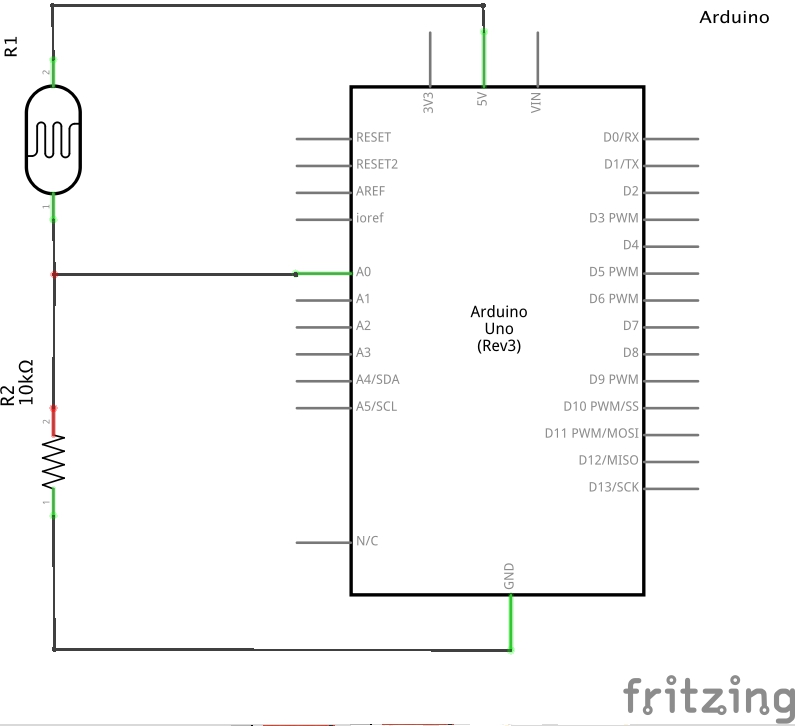 Arduino
R1
2
1
3V3
5V
VIN
RESET
RESET2
AREF
ioref
A0
A1
A2
A3
A4/SDA
A5/SCL
N/C
D0/RX
D1/TX
D2
D3 PWM
D4
D5 PWM
D6 PWM
D7
D8
D9 PWM
D10 PWM/SS
D11 PWM/MOSI
D12/MISO
D13/SCK
Arduino
Uno
(Rev3)
R2
10kΩ
2
1
GND
fritzing